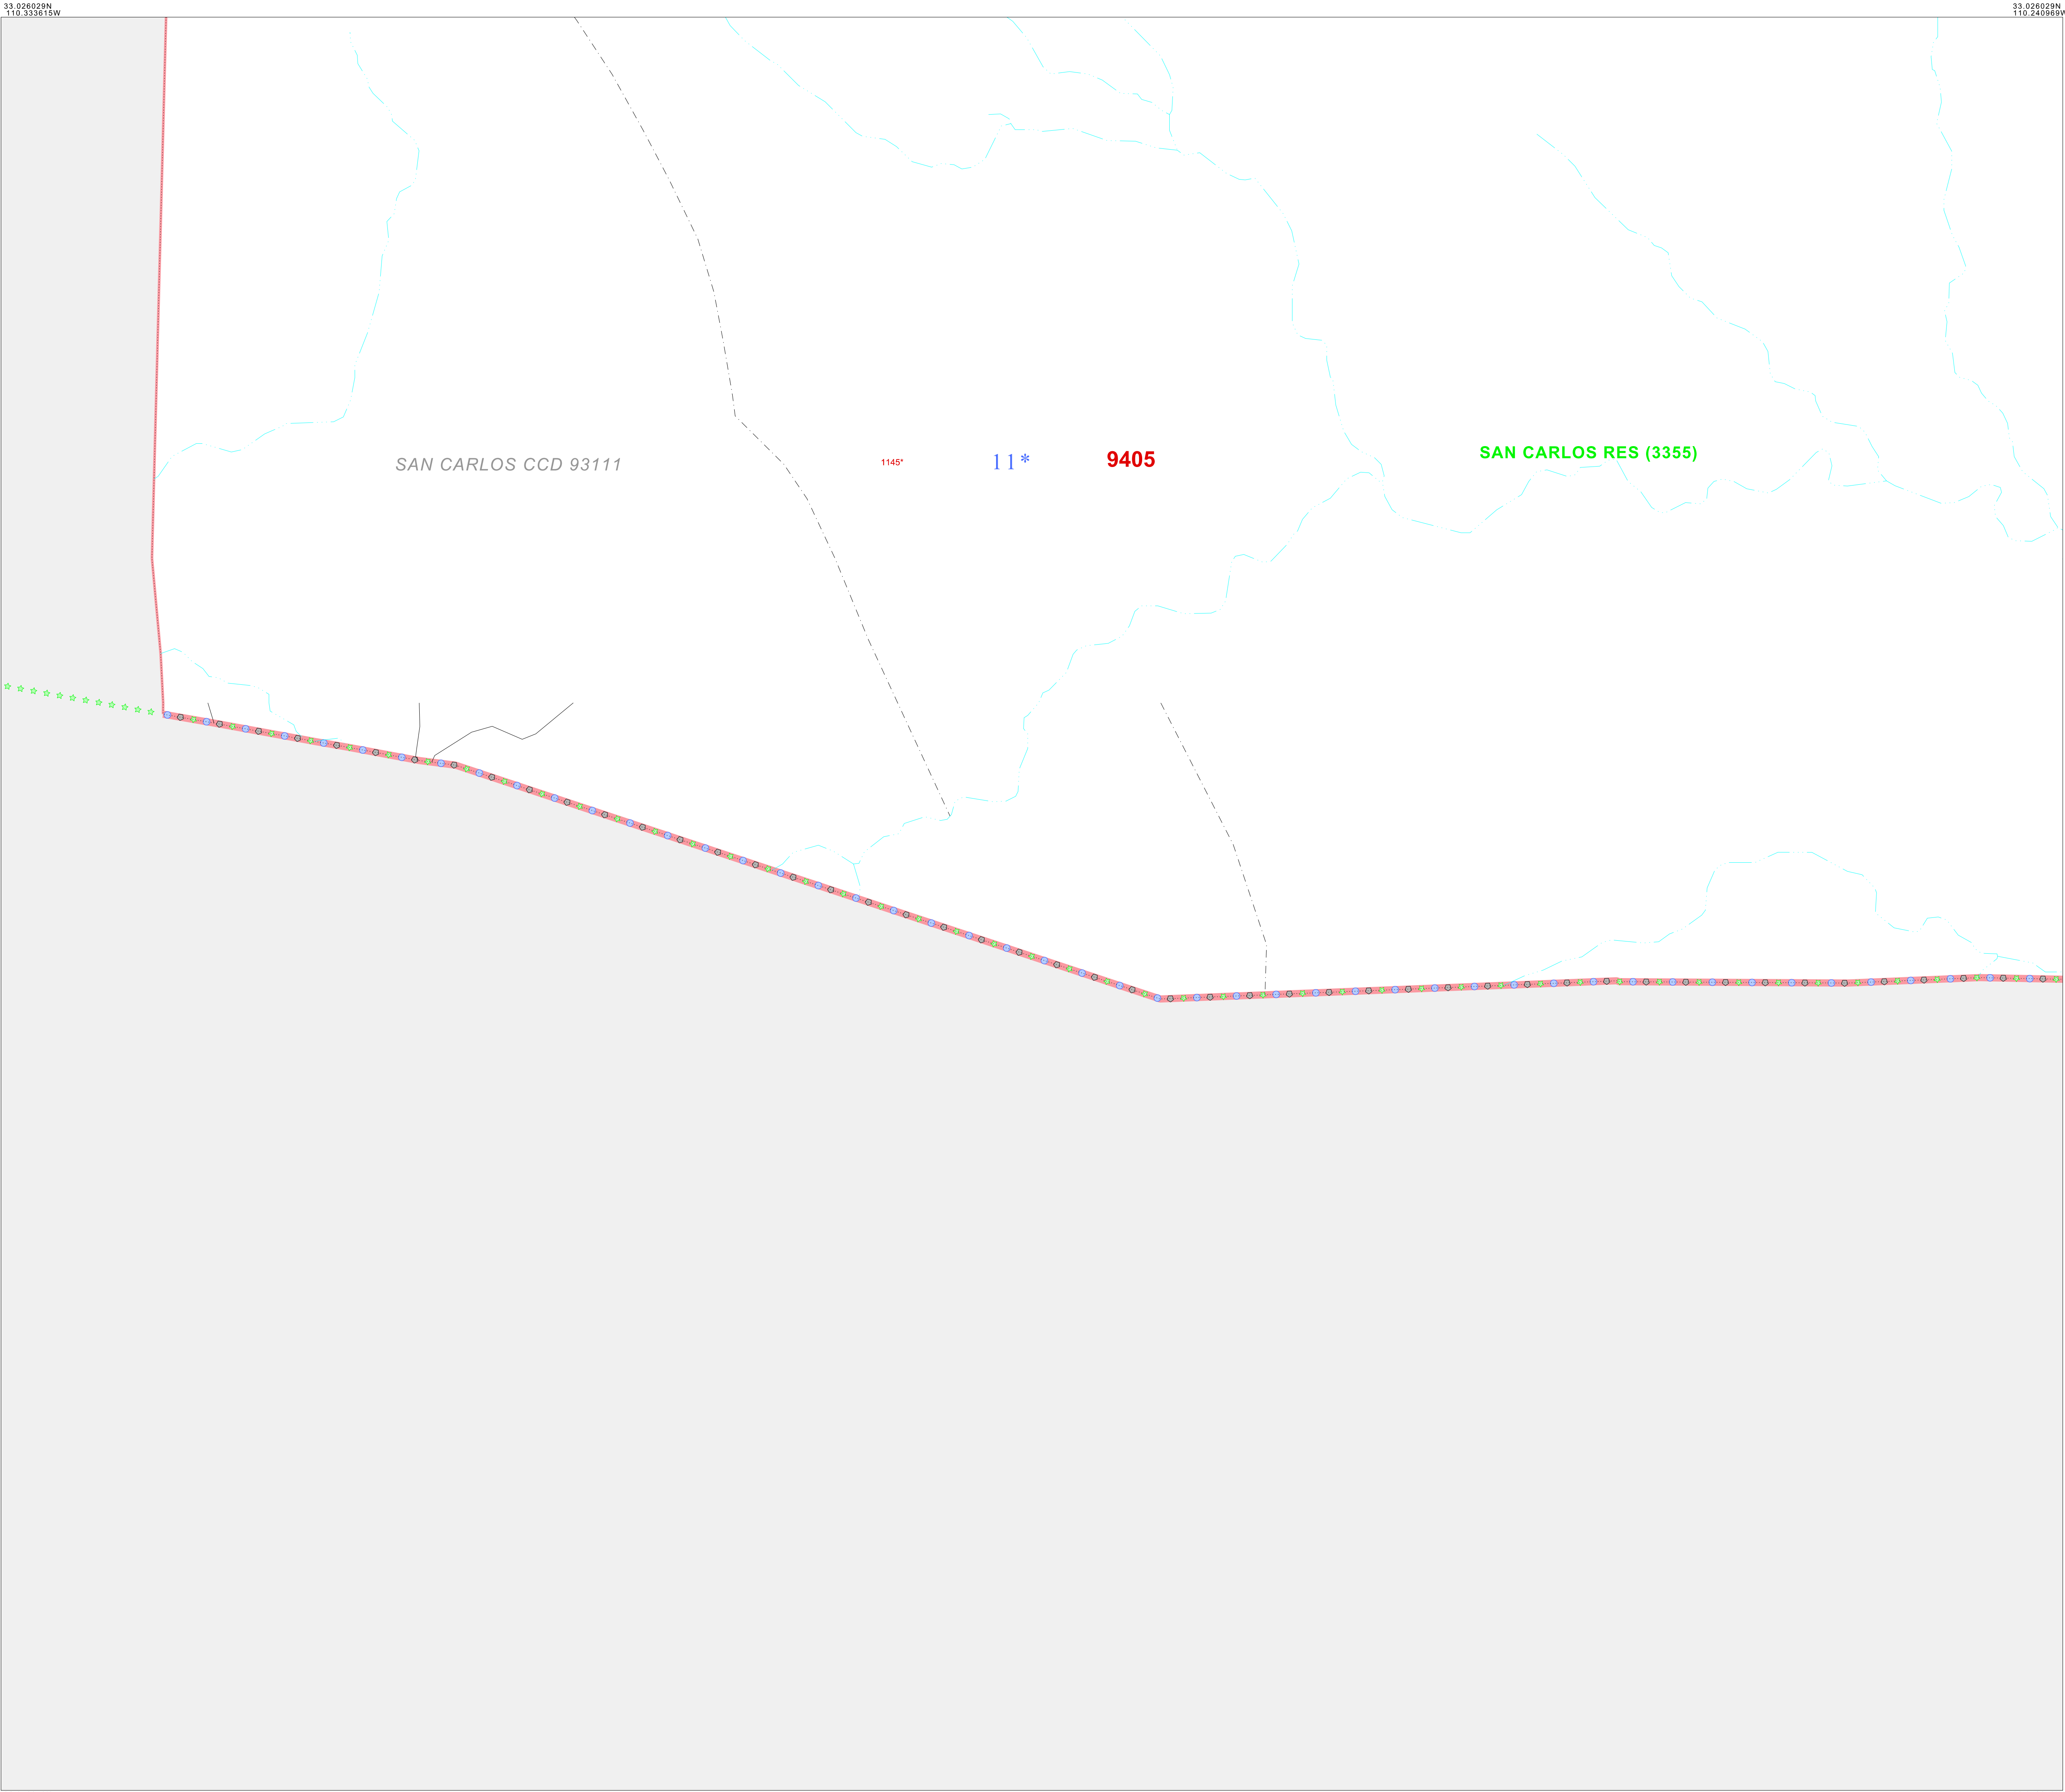 33.026029N
110.333615W
33.026029N
110.240969W
SAN CARLOS CCD 93111
1145*
11*
9405
SAN CARLOS RES (3355)